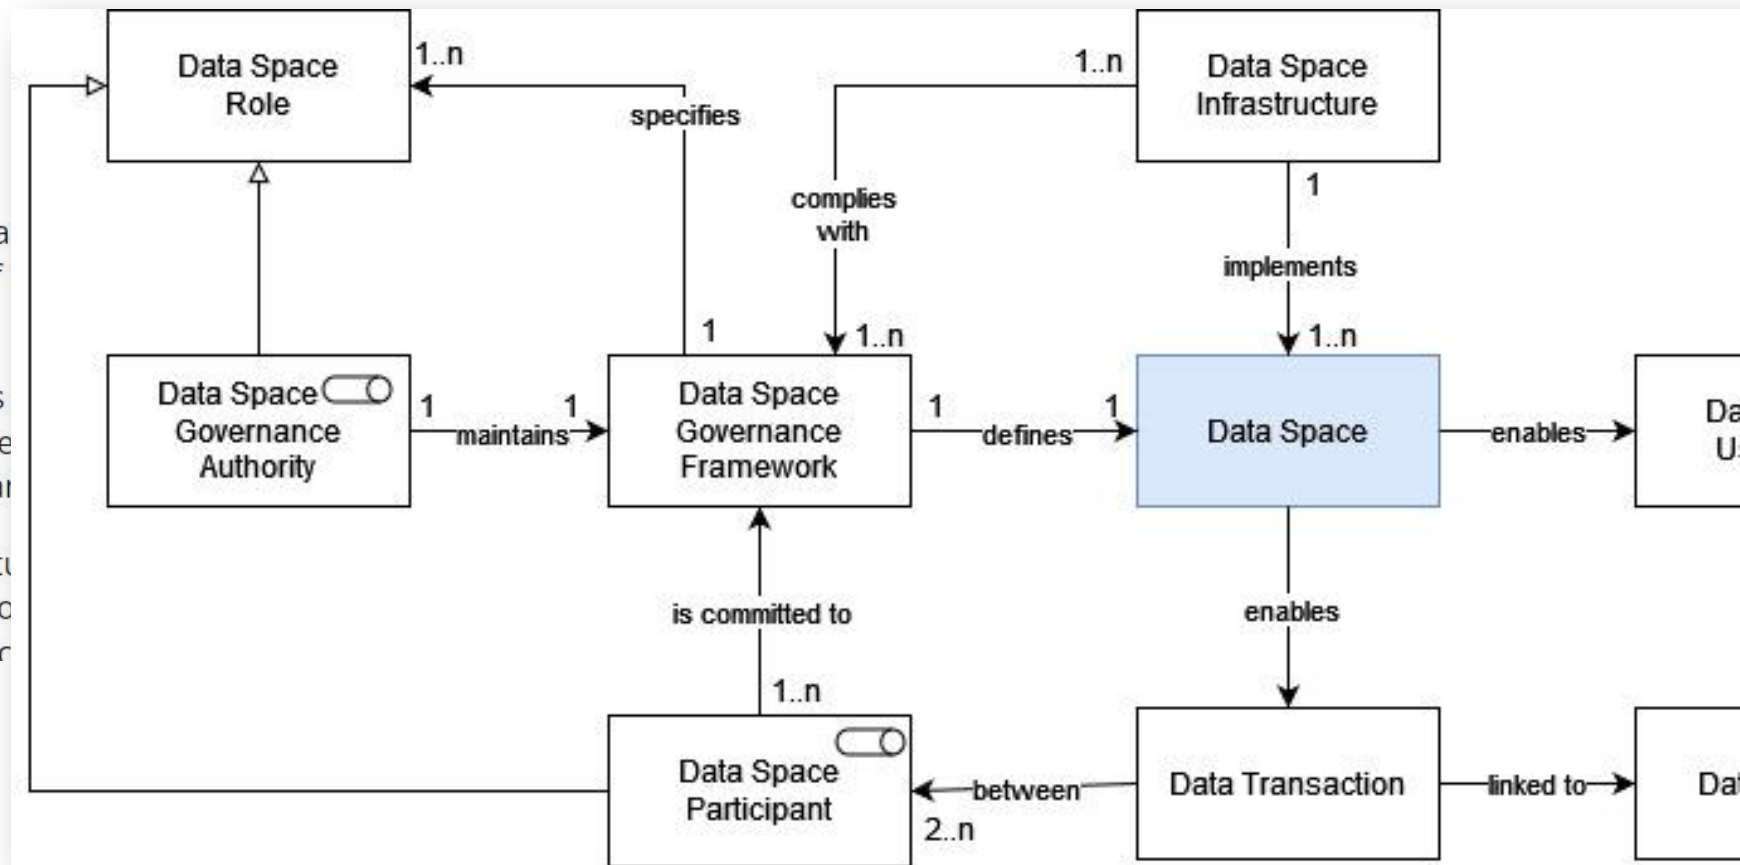 Data Space
Role
1..n
specifies
1..n
Data Space
Infrastructure
complies
with
1
implements
1
1..n
1..n
Data Space
Governance
Authority
1
maintains
1
Data Space
Governance
Framework
1
defines
1
Data Space
enables
is committed to
enables
1..n
Data Space
Participant
between
2..n
Data Transaction
linked to